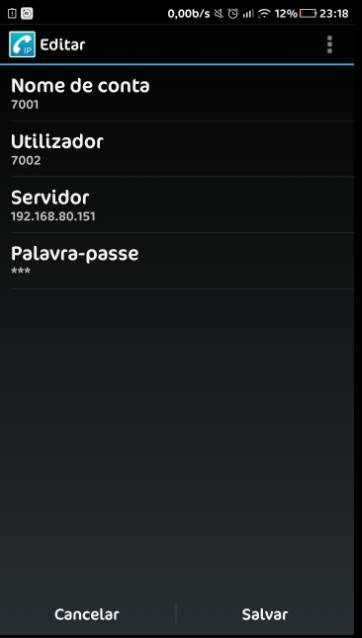 0,00b/s 12% 23:18
IP Editar
Nome de conta
7001
Utilizador
7002
Servidor
192.168.80.151
Palavra-passe
***
Cancelar Salvar